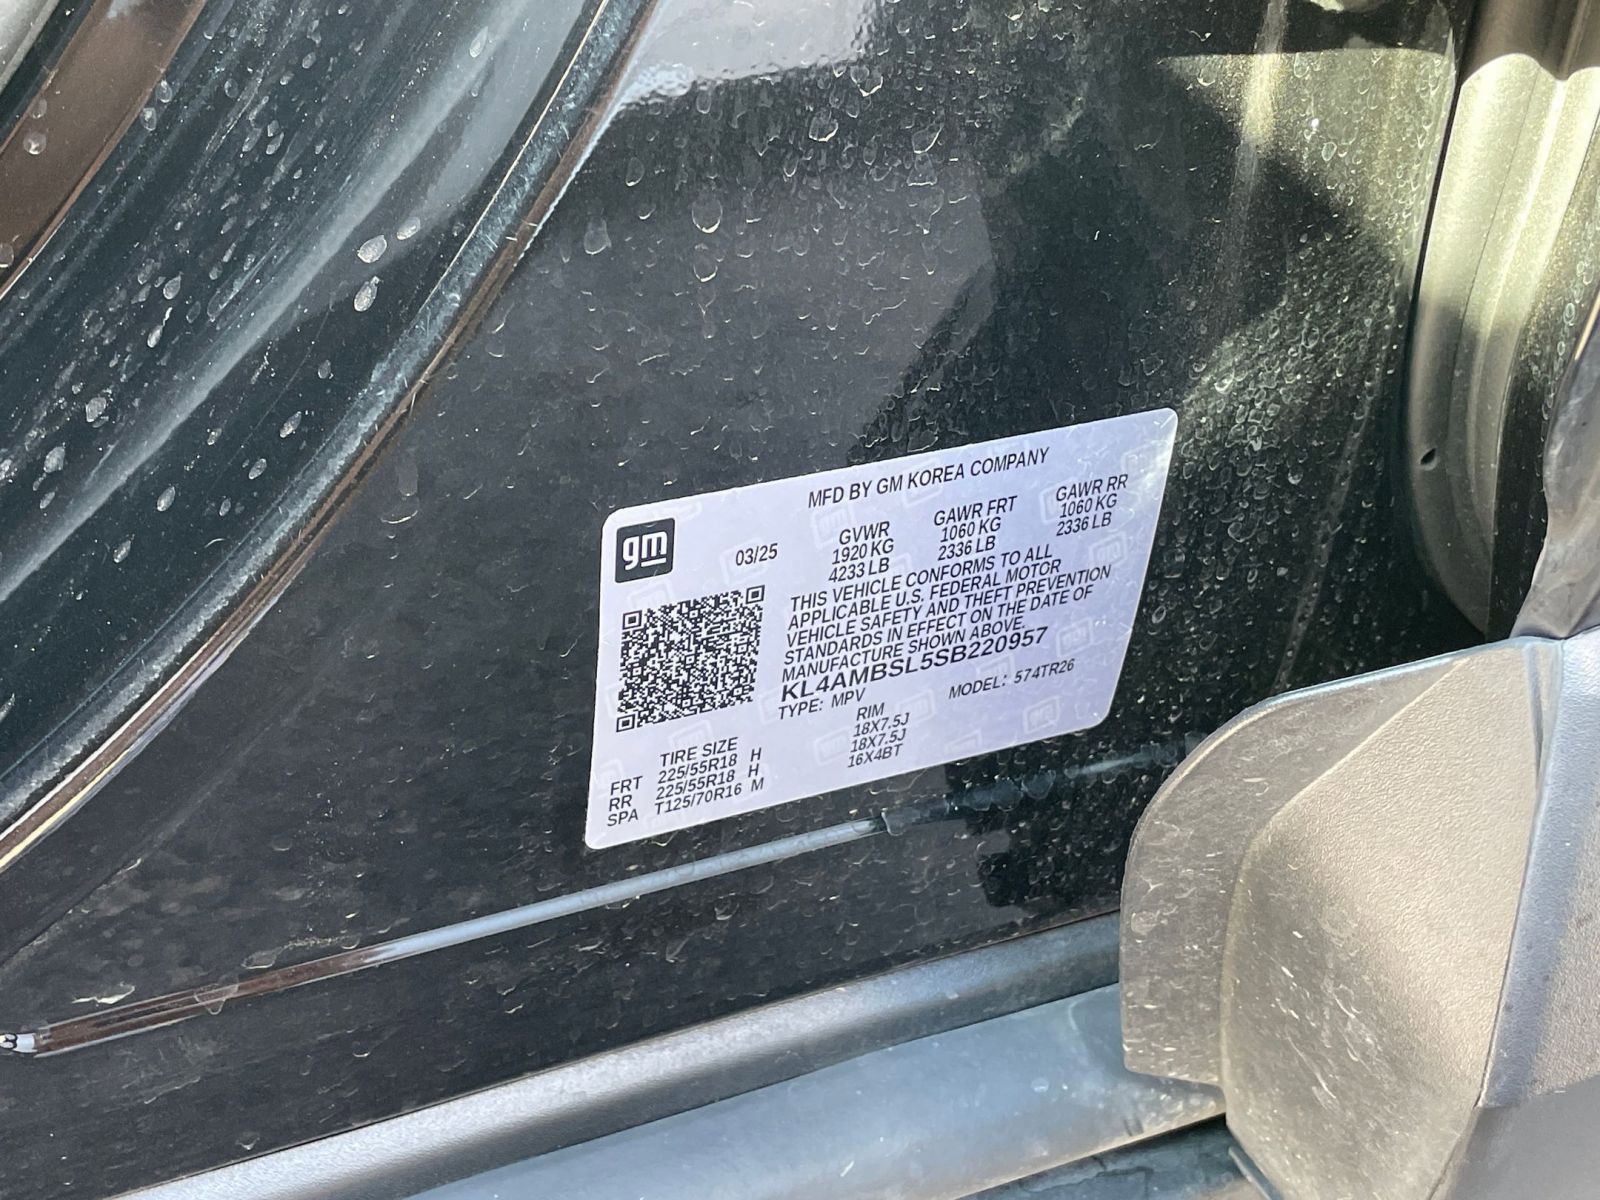 MFD BY GM KOREA COMPANY
gm
03/25
GVWR
1920 KG
4233 LB
GAWR FRT
1060 KG
2336 LB
GAWR RR
1060 KG
2336 LB
THIS VEHICLE CONFORMS TO ALL
APPLICABLE U.S. FEDERAL MOTOR
VEHICLE SAFETY AND THEFT PREVENTION
STANDARDS IN EFFECT ON THE DATE OF
MANUFACTURE SHOWN ABOVE.
KL4AMBSL5SB220957
TYPE: MPV MODEL: 574TR26
TIRE SIZE RIM
FRT 225/55R18 H 18X7.5J
RR 225/55R18 H 18X7.5J
SPA T125/70R16 M 16X4BT